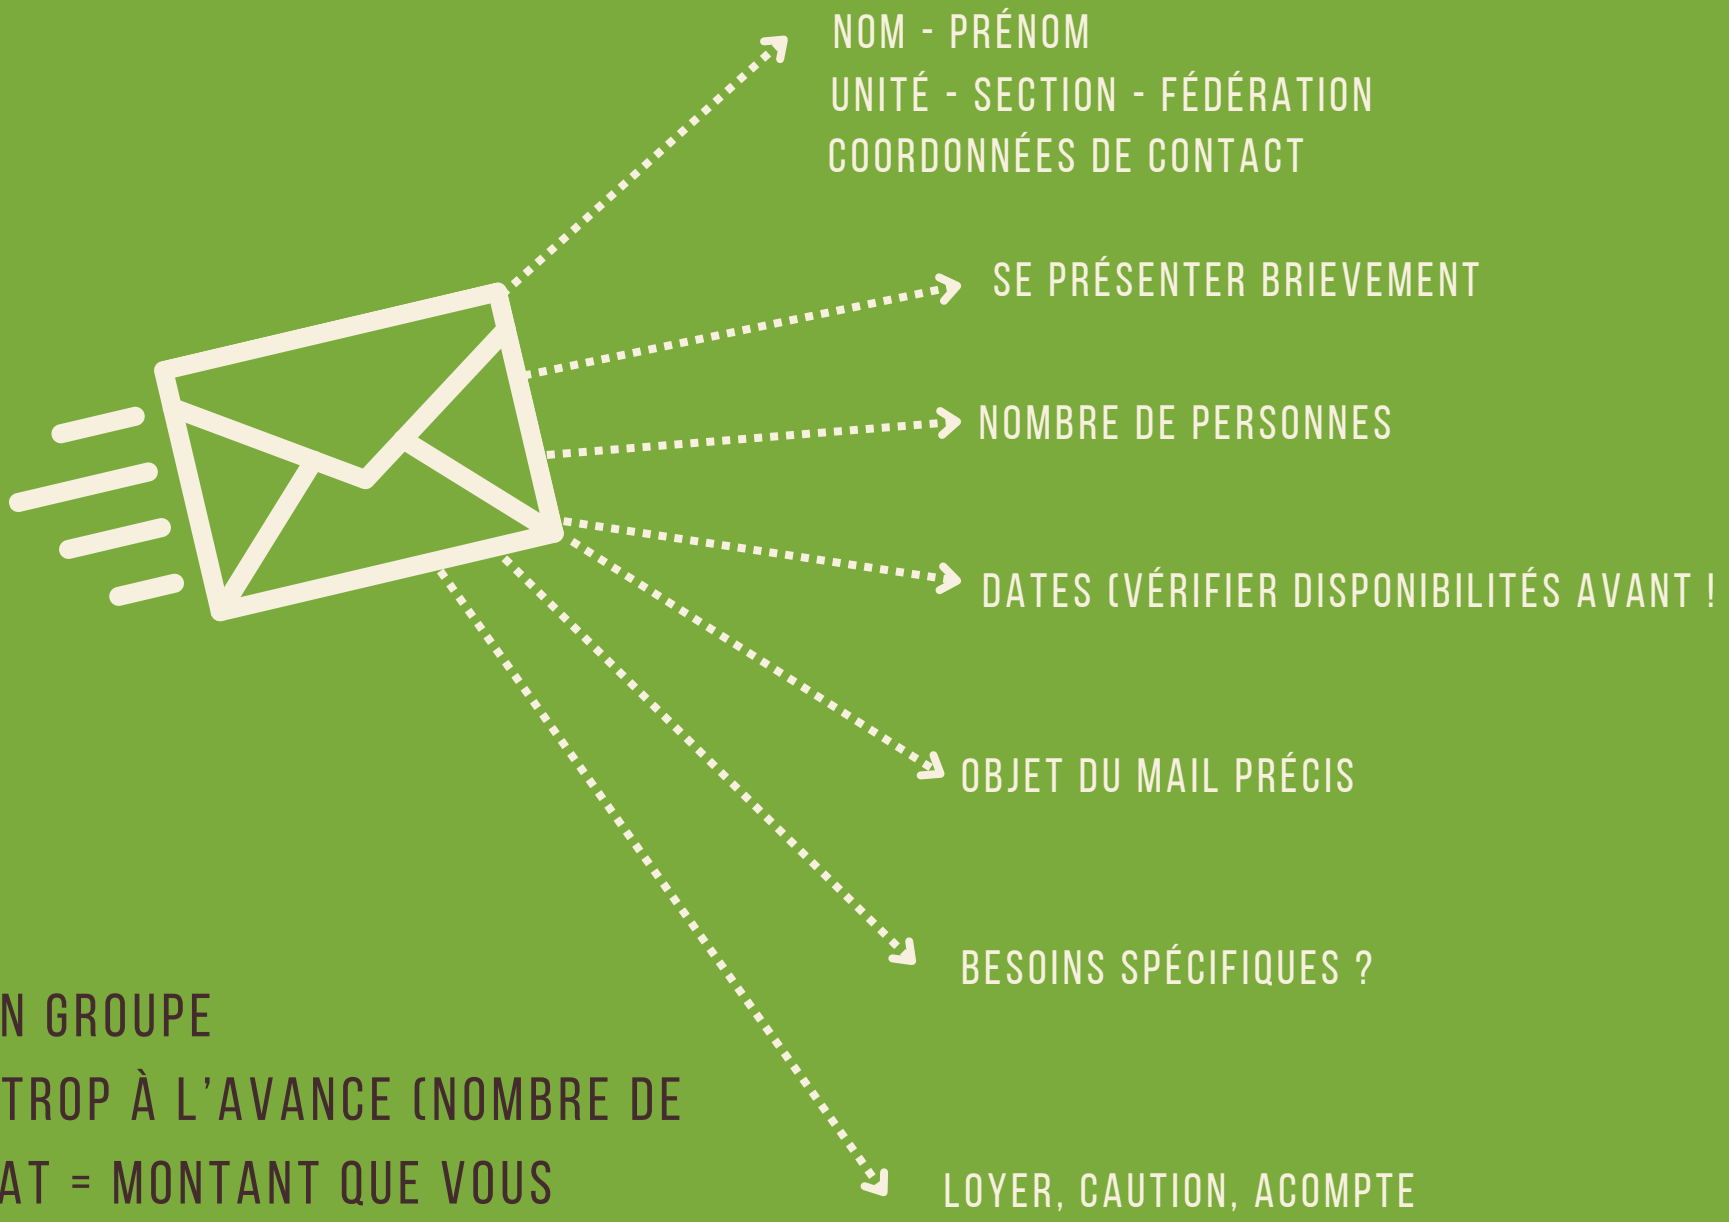 NOM - PRÉNOM
UNITÉ - SECTION - FÉDÉRATION
COORDONNÉES DE CONTACT
SE PRÉSENTER BRIEVEMENT
NOMBRE DE PERSONNES
DATES (VÉRIFIER DISPONIBILITÉS AVANT !
OBJET DU MAIL PRÉCIS
BESOINS SPÉCIFIQUES ?
LOYER, CAUTION, ACOMPTE
N GROUPE
TROP À L'AVANCE (NOMBRE DE
AT = MONTANT QUE VOUS